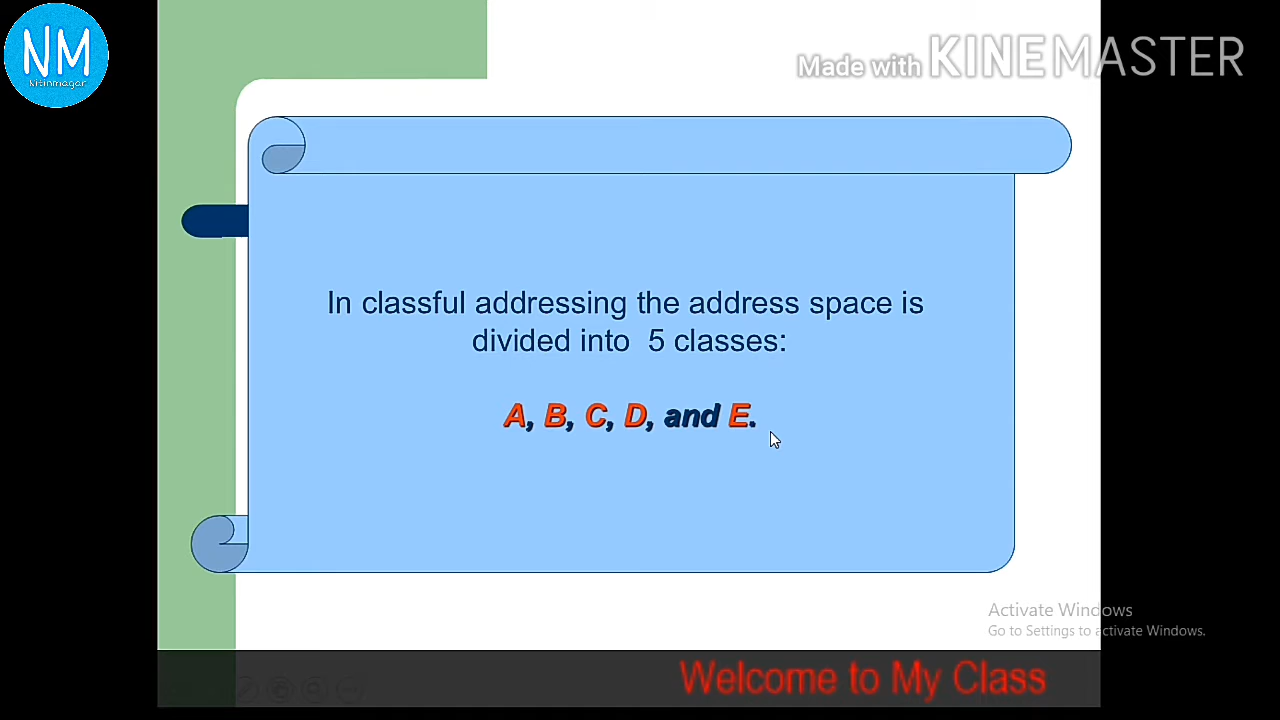 NM
Nitinmagar
Made with KINEMASTER
In classful addressing the address space is
divided into 5 classes:
A, B, C, D, and E.
Activate Windows
Go to Settings to activate Windows.
Welcome to My Class